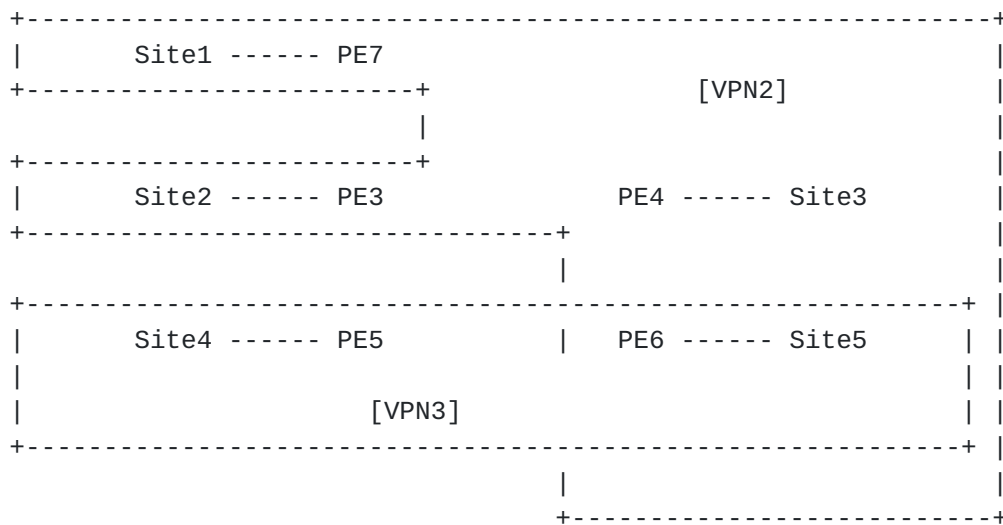 +--------------------------------------------------------------+
|       Site1 ------ PE7                                       |
+-------------------------+                 [VPN2]             |
                          |                                    |
+-------------------------+                                    |
|       Site2 ------ PE3               PE4 ------ Site3        |
+----------------------------------+                           |
                                   |                           |
+------------------------------------------------------------+ |
|       Site4 ------ PE5           |   PE6 ------ Site5      | |
|                                                            | |
|                      [VPN3]                                | |
+------------------------------------------------------------+ |
                                   |                           |
                                   +---------------------------+